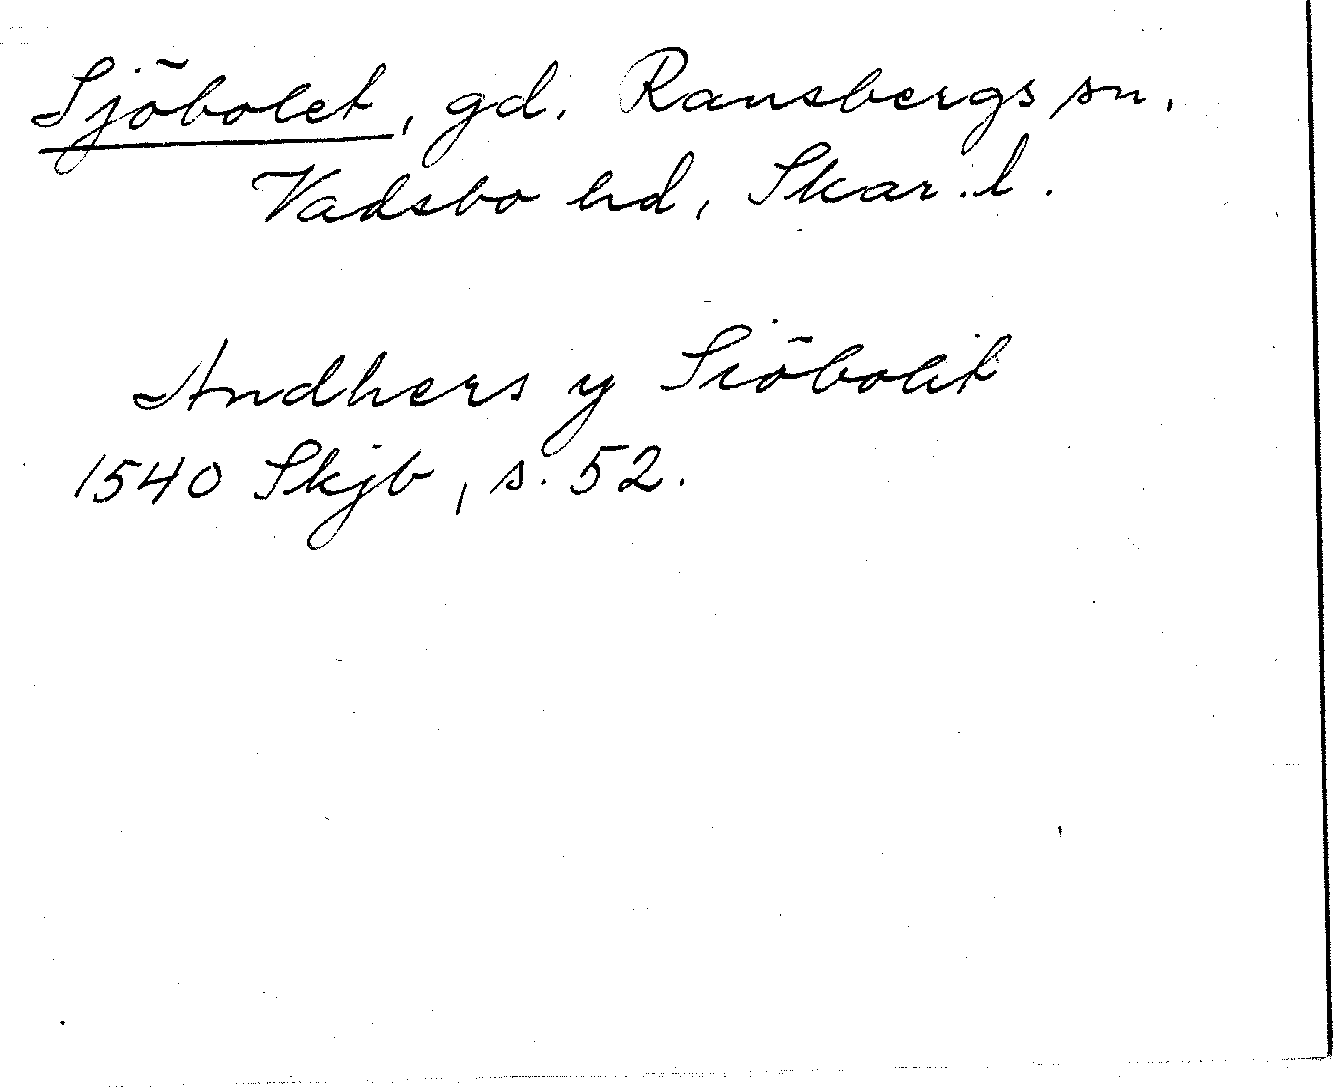 Sjöbolet, gd. Ransbergs sn.
Vadsbo hd, Skar. l.
Andhers y Siöbolit
1540 Skjb, s. 52.